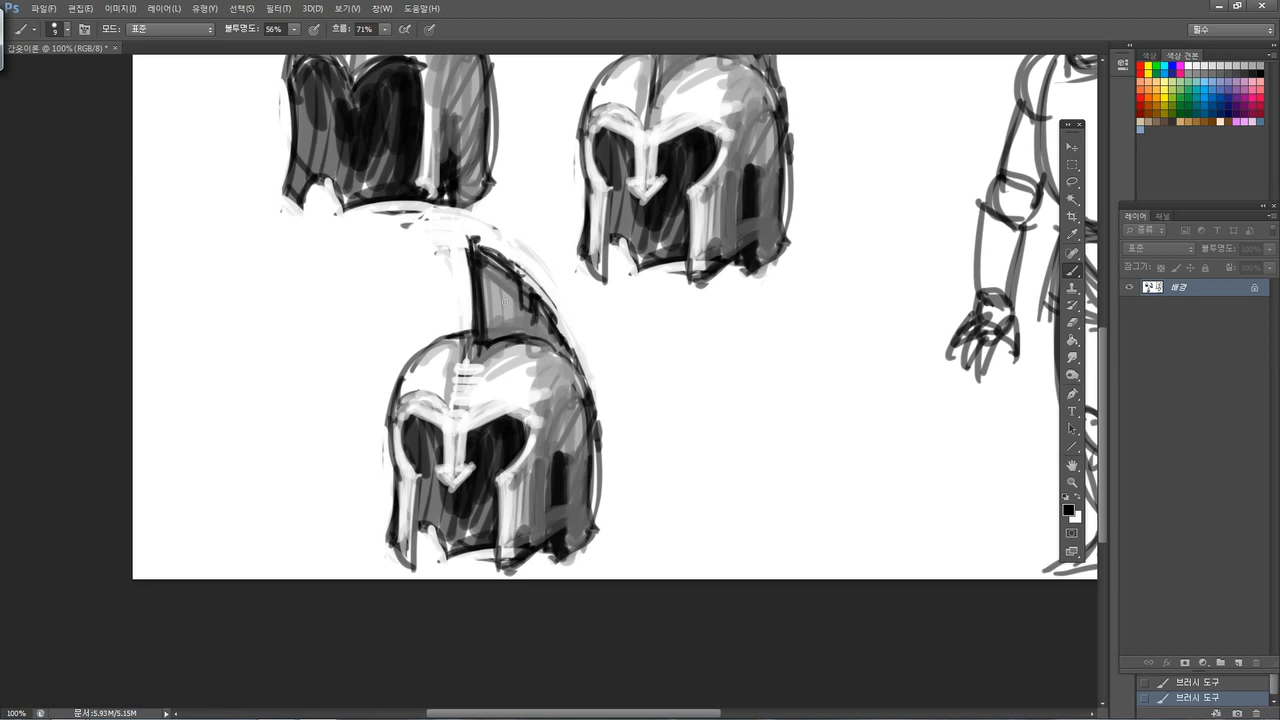 Ps 파일(F) 편집(E) 이미지(I) 레이어(L) 유형(Y) 선택(S) 필터(T) 3D(D) 보기(V) 창(W) 도움말(H)
9 모드: 표준 불투명도: 56% 흐름: 71% 필수
갑옷이론 @ 100%(RGB/8) * ×
색상 색상 견본
레이어 채널
종류
표준 불투명도: 100%
잠그기: 칠: 100%
배경
T
브러시 도구
브러시 도구
100% 문서:5.93M/5.15M